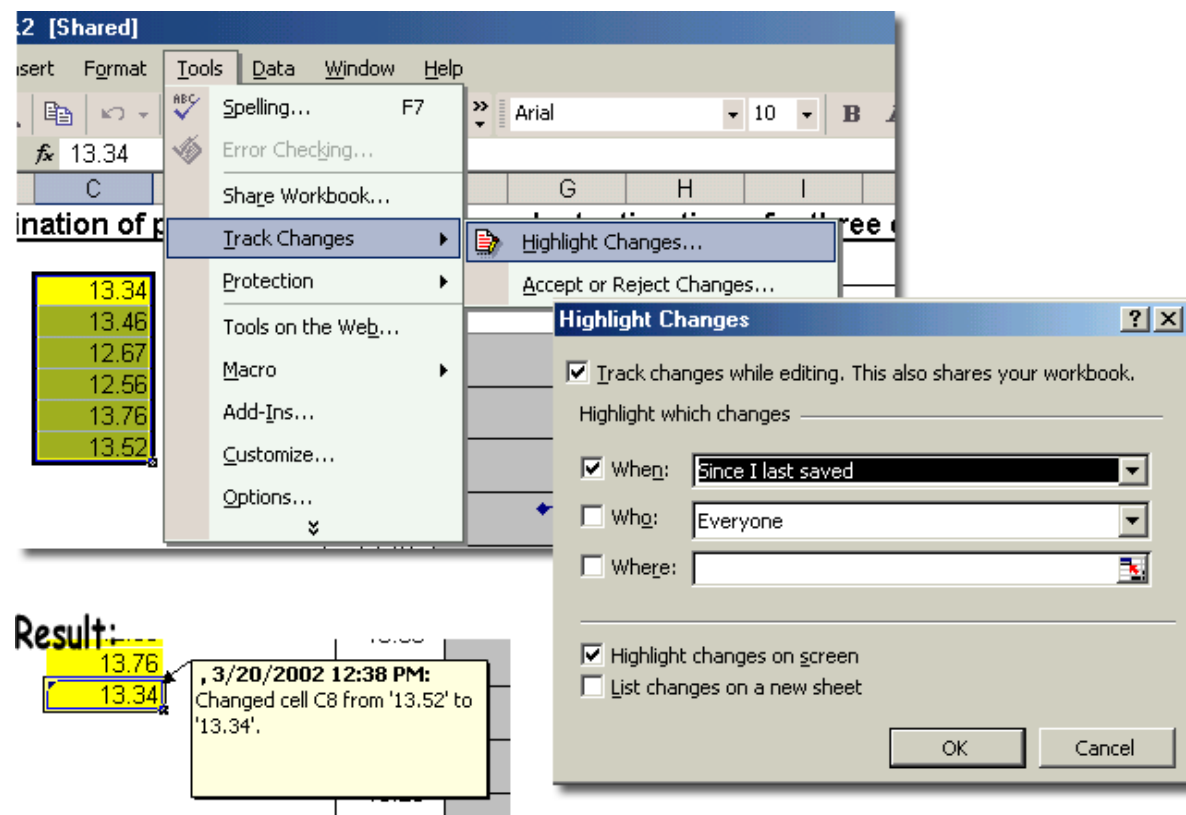 [Shared]
Format Tools Data Window Help
Spelling... F7
Arial 10 B
13.34
Error Checking...
C G H I
Share Workbook...
ination of
Track Changes
Highlight Changes...
Protection
Accept or Reject Changes...
13.34
13.46
12.67
12.56
13.76
13.52
Tools on the Web...
Macro
Add-Ins...
Customize...
Options...
Highlight Changes
Track changes while editing. This also shares your workbook.
Highlight which changes
When: Since I last saved
Who: Everyone
Where:
Highlight changes on screen
List changes on a new sheet
OK Cancel
Result:
13.76
13.34
, 3/20/2002 12:38 PM:
Changed cell C8 from '13.52' to
'13.34'.